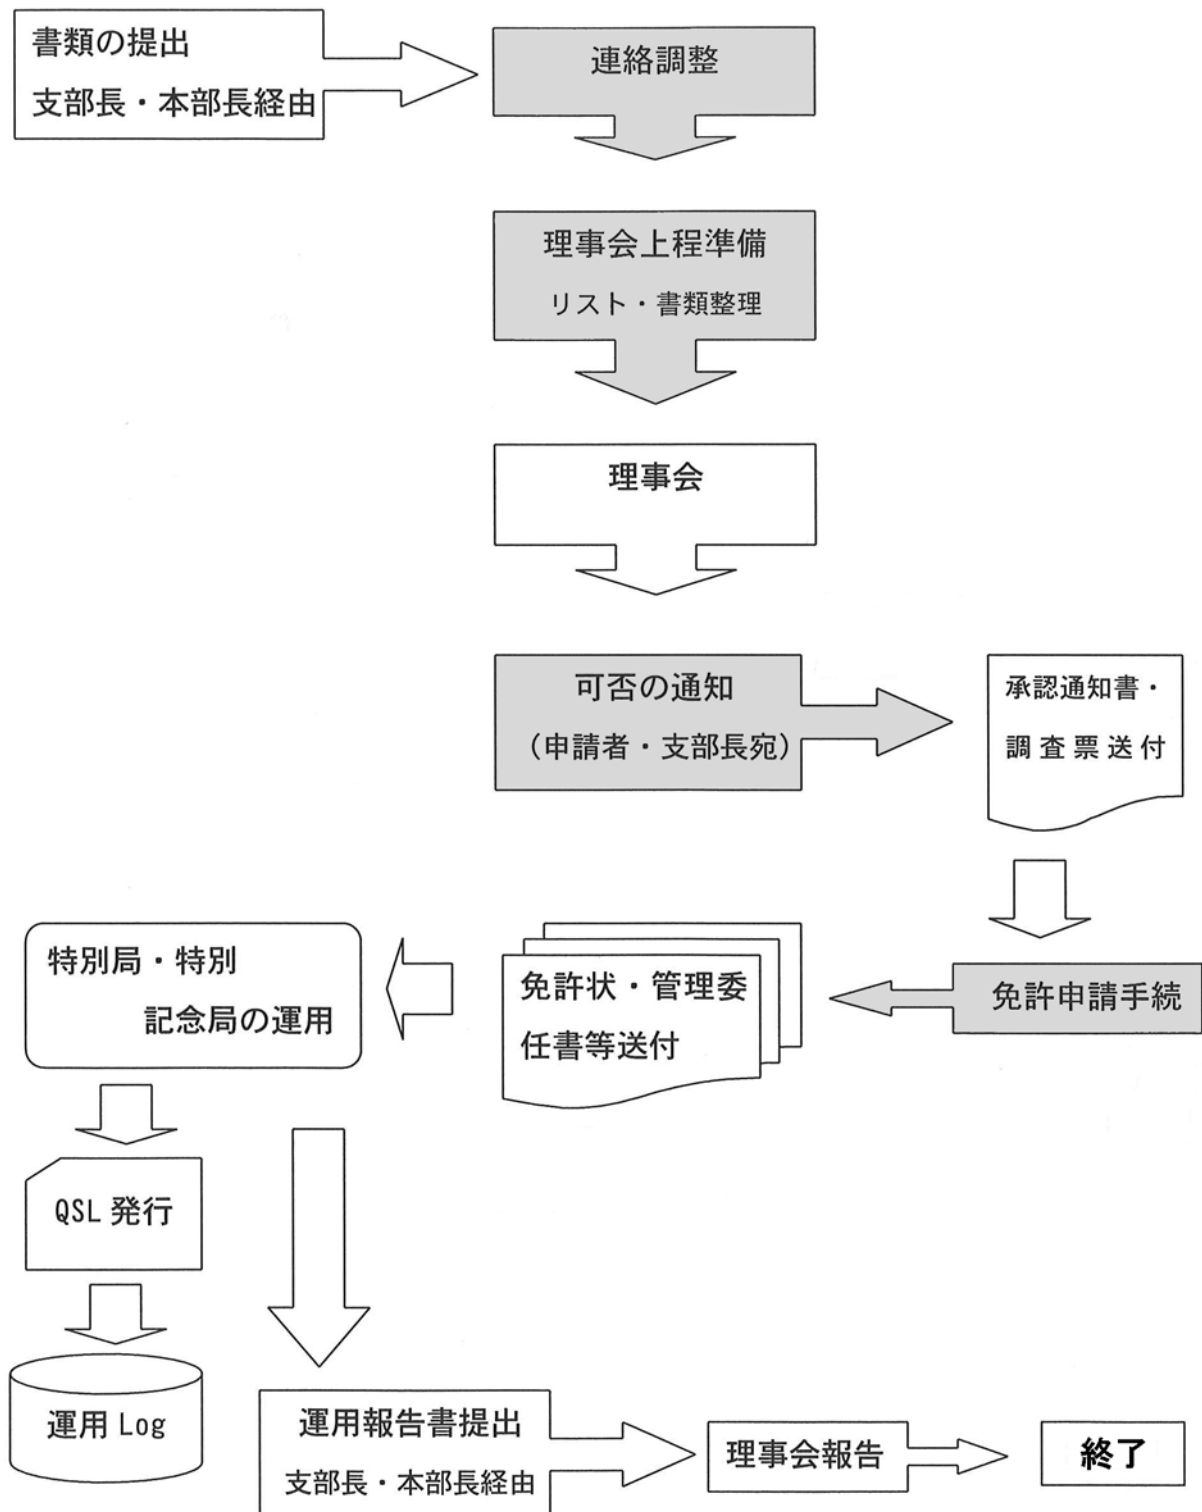 書類の提出
支部長・本部長経由
連絡調整
理事会上程準備
リスト・書類整理
理事会
可否の通知
（申請者・支部長宛）
承認通知書・
調査票送付
免許申請手続
免許状・管理委
任書等送付
特別局・特別
記念局の運用
QSL 発行
運用 Log
運用報告書提出
支部長・本部長経由
理事会報告
終了